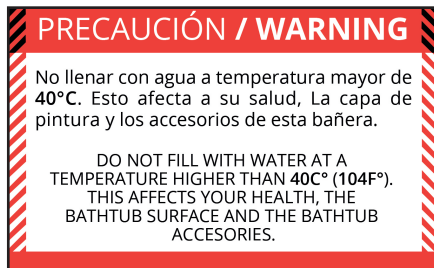 PRECAUCIÓN / WARNING
No llenar con agua a temperatura mayor de
40°C. Esto afecta a su salud, La capa de
pintura y los accesorios de esta bañera.
DO NOT FILL WITH WATER AT A
TEMPERATURE HIGHER THAN 40C° (104F°).
THIS AFFECTS YOUR HEALTH, THE
BATHTUB SURFACE AND THE BATHTUB
ACCESORIES.